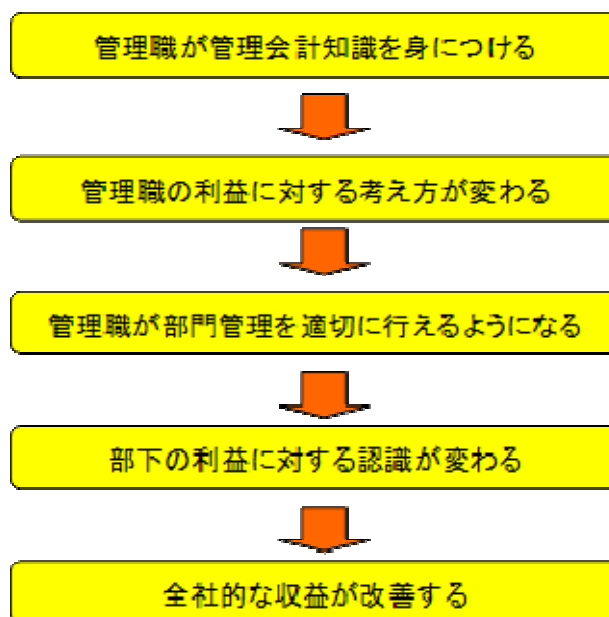 管理職が管理会計知識を身につける
管理職の利益に対する考え方が変わる
管理職が部門管理を適切に行えるようになる
部下の利益に対する認識が変わる
全社的な収益が改善する